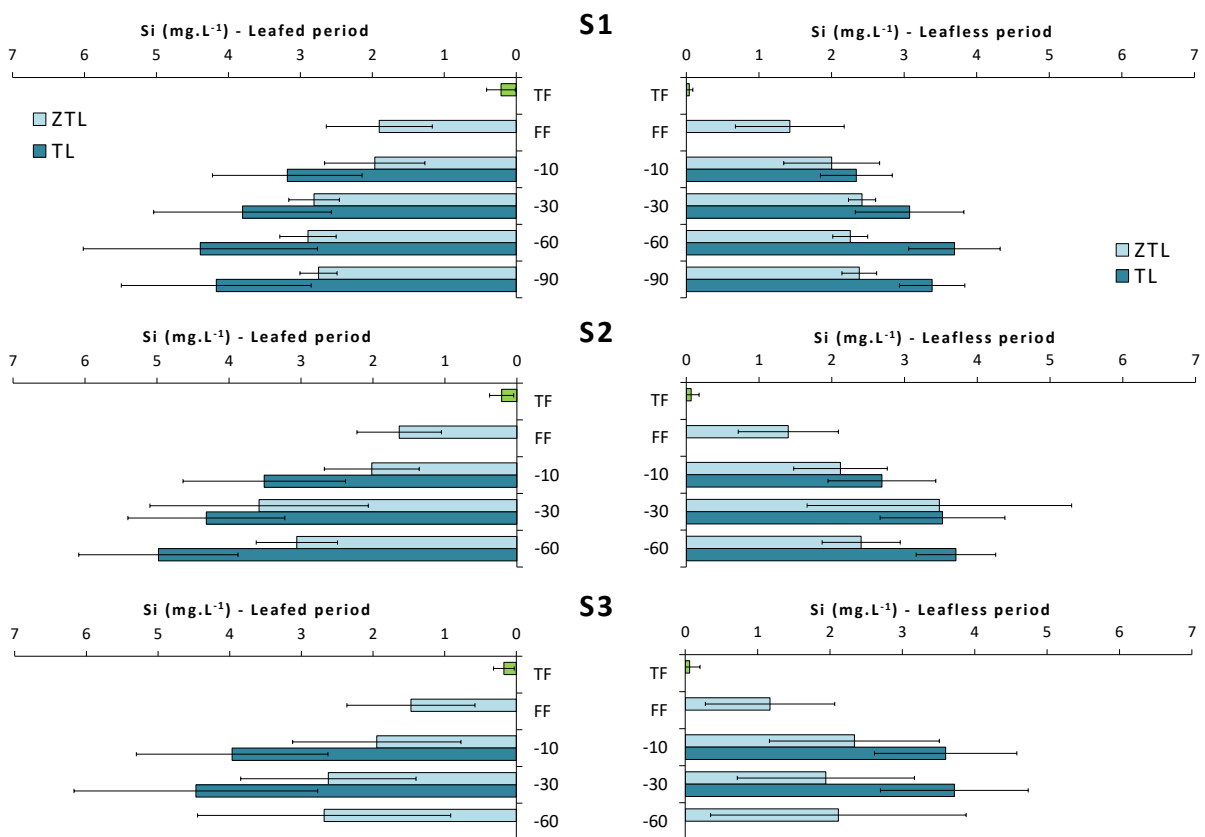 Si (mg.L-1) - Leafed period
S1
Si (mg.L-1) - Leafless period
7 6 5 4 3 2 1 0
0 1 2 3 4 5 6 7
TF
TF
ZTL
TL
FF
FF
-10
-10
-30
-30
-60
-60
ZTL
TL
-90
-90
Si (mg.L-1) - Leafed period
S2
Si (mg.L-1) - Leafless period
7 6 5 4 3 2 1 0
0 1 2 3 4 5 6 7
TF
TF
FF
FF
-10
-10
-30
-30
-60
-60
Si (mg.L-1) - Leafed period
S3
Si (mg.L-1) - Leafless period
7 6 5 4 3 2 1 0
0 1 2 3 4 5 6 7
TF
TF
FF
FF
-10
-10
-30
-30
-60
-60